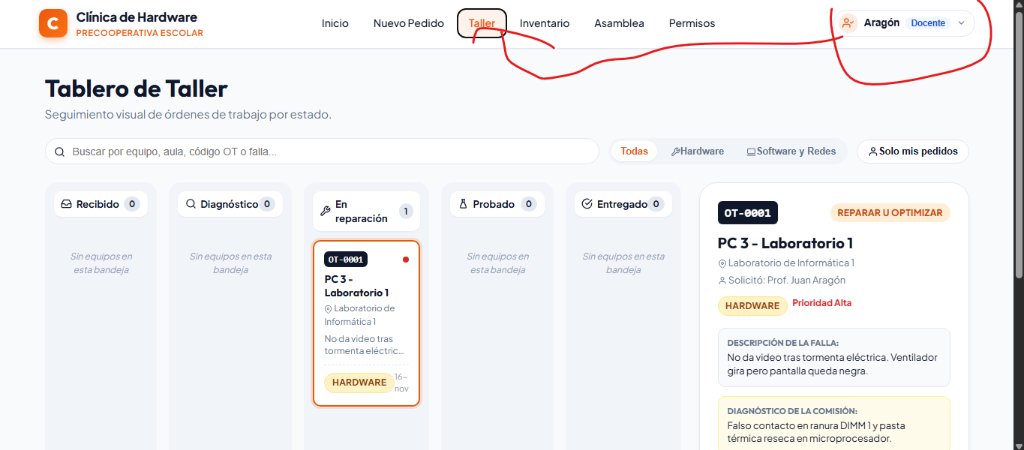 C
Clínica de Hardware
PRECOOPERATIVA ESCOLAR
Inicio
Nuevo Pedido
Taller
Inventario
Asamblea
Permisos
Aragón
Docente
Tablero de Taller
Seguimiento visual de órdenes de trabajo por estado.
Buscar por equipo, aula, código OT o falla...
Todas
Hardware
Software y Redes
Solo mis pedidos
Recibido
0
Sin equipos en
esta bandeja
Diagnóstico
0
Sin equipos en esta
bandeja
En
reparación
1
OT-0001
PC 3 -
Laboratorio 1
Laboratorio de
Informática 1
No da video tras
tormenta eléctric...
HARDWARE
16-
nov
Probado
0
Sin equipos en
esta bandeja
Entregado
0
Sin equipos en esta
bandeja
OT-0001
REPARAR U OPTIMIZAR
PC 3 - Laboratorio 1
Laboratorio de Informática 1
Solicitó: Prof. Juan Aragón
HARDWARE
Prioridad Alta
DESCRIPCIÓN DE LA FALLA:
No da video tras tormenta eléctrica. Ventilador
gira pero pantalla queda negra.
DIAGNÓSTICO DE LA COMISIÓN:
Falso contacto en ranura DIMM 1 y pasta
térmica reseca en microprocesador.